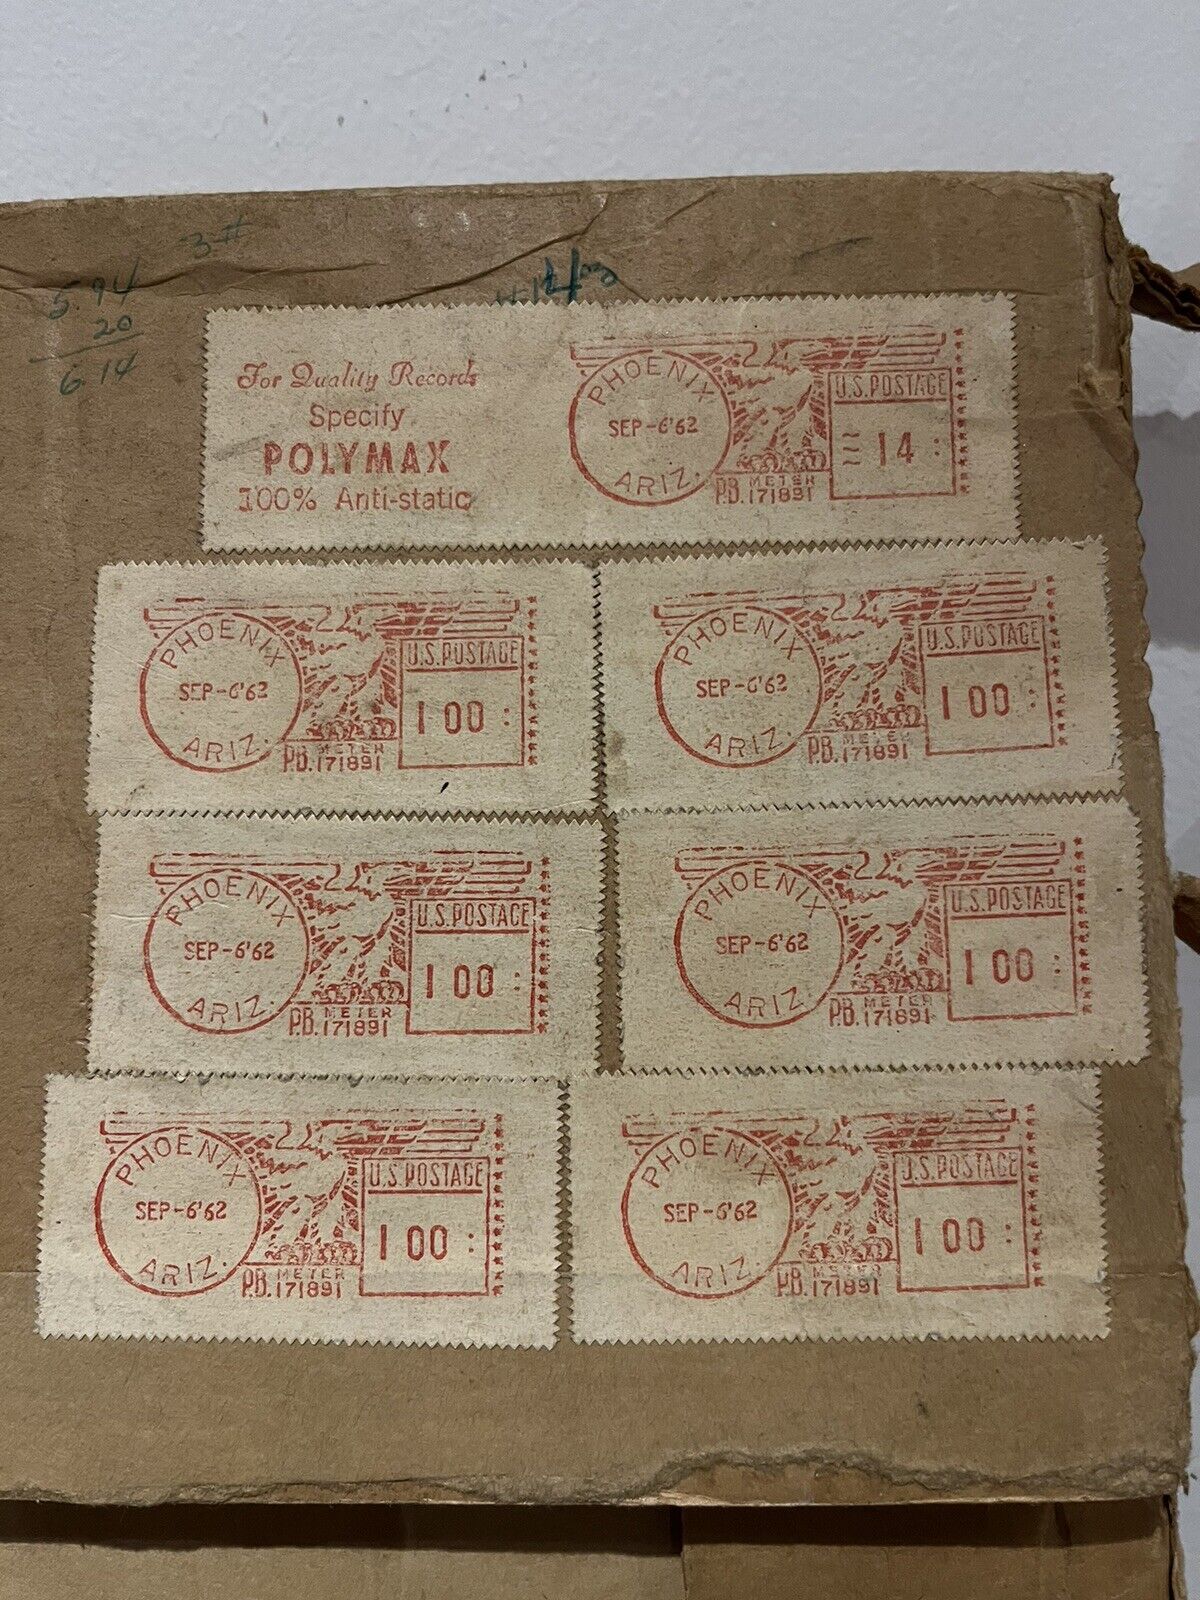 3#
5.94
20
6.14
For Quality Records
Specify
POLYMAX
100% Anti-static
PHOENIX
SEP-6'62
ARIZ.
P.B. METER
171891
U.S.POSTAGE
14
PHOENIX
SEP-6'62
ARIZ.
P.B. METER
171891
U.S.POSTAGE
1 00
PHOENIX
SEP-6'62
ARIZ.
P.B. METER
171891
U.S.POSTAGE
1 00
PHOENIX
SEP-6'62
ARIZ.
P.B. METER
171891
U.S.POSTAGE
1 00
PHOENIX
SEP-6'62
ARIZ
P.B. METER
171891
U.S.POSTAGE
1 00
PHOENIX
SEP-6'62
ARIZ.
P.B. METER
171891
U.S.POSTAGE
1 00
PHOENIX
SEP-6'62
ARIZ.
P.B. METER
171891
U.S.POSTAGE
1 00